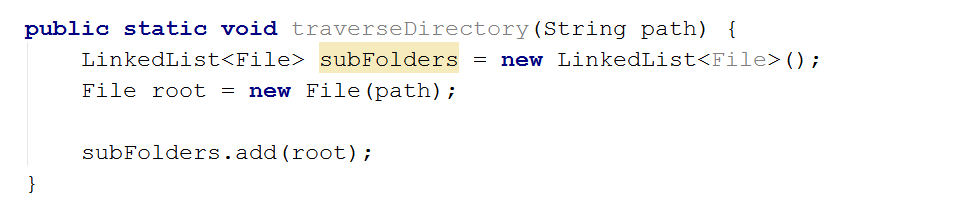 public static void traverseDirectory(String path) {
    LinkedList<File> subFolders = new LinkedList<File>();
    File root = new File(path);

    subFolders.add(root);
}